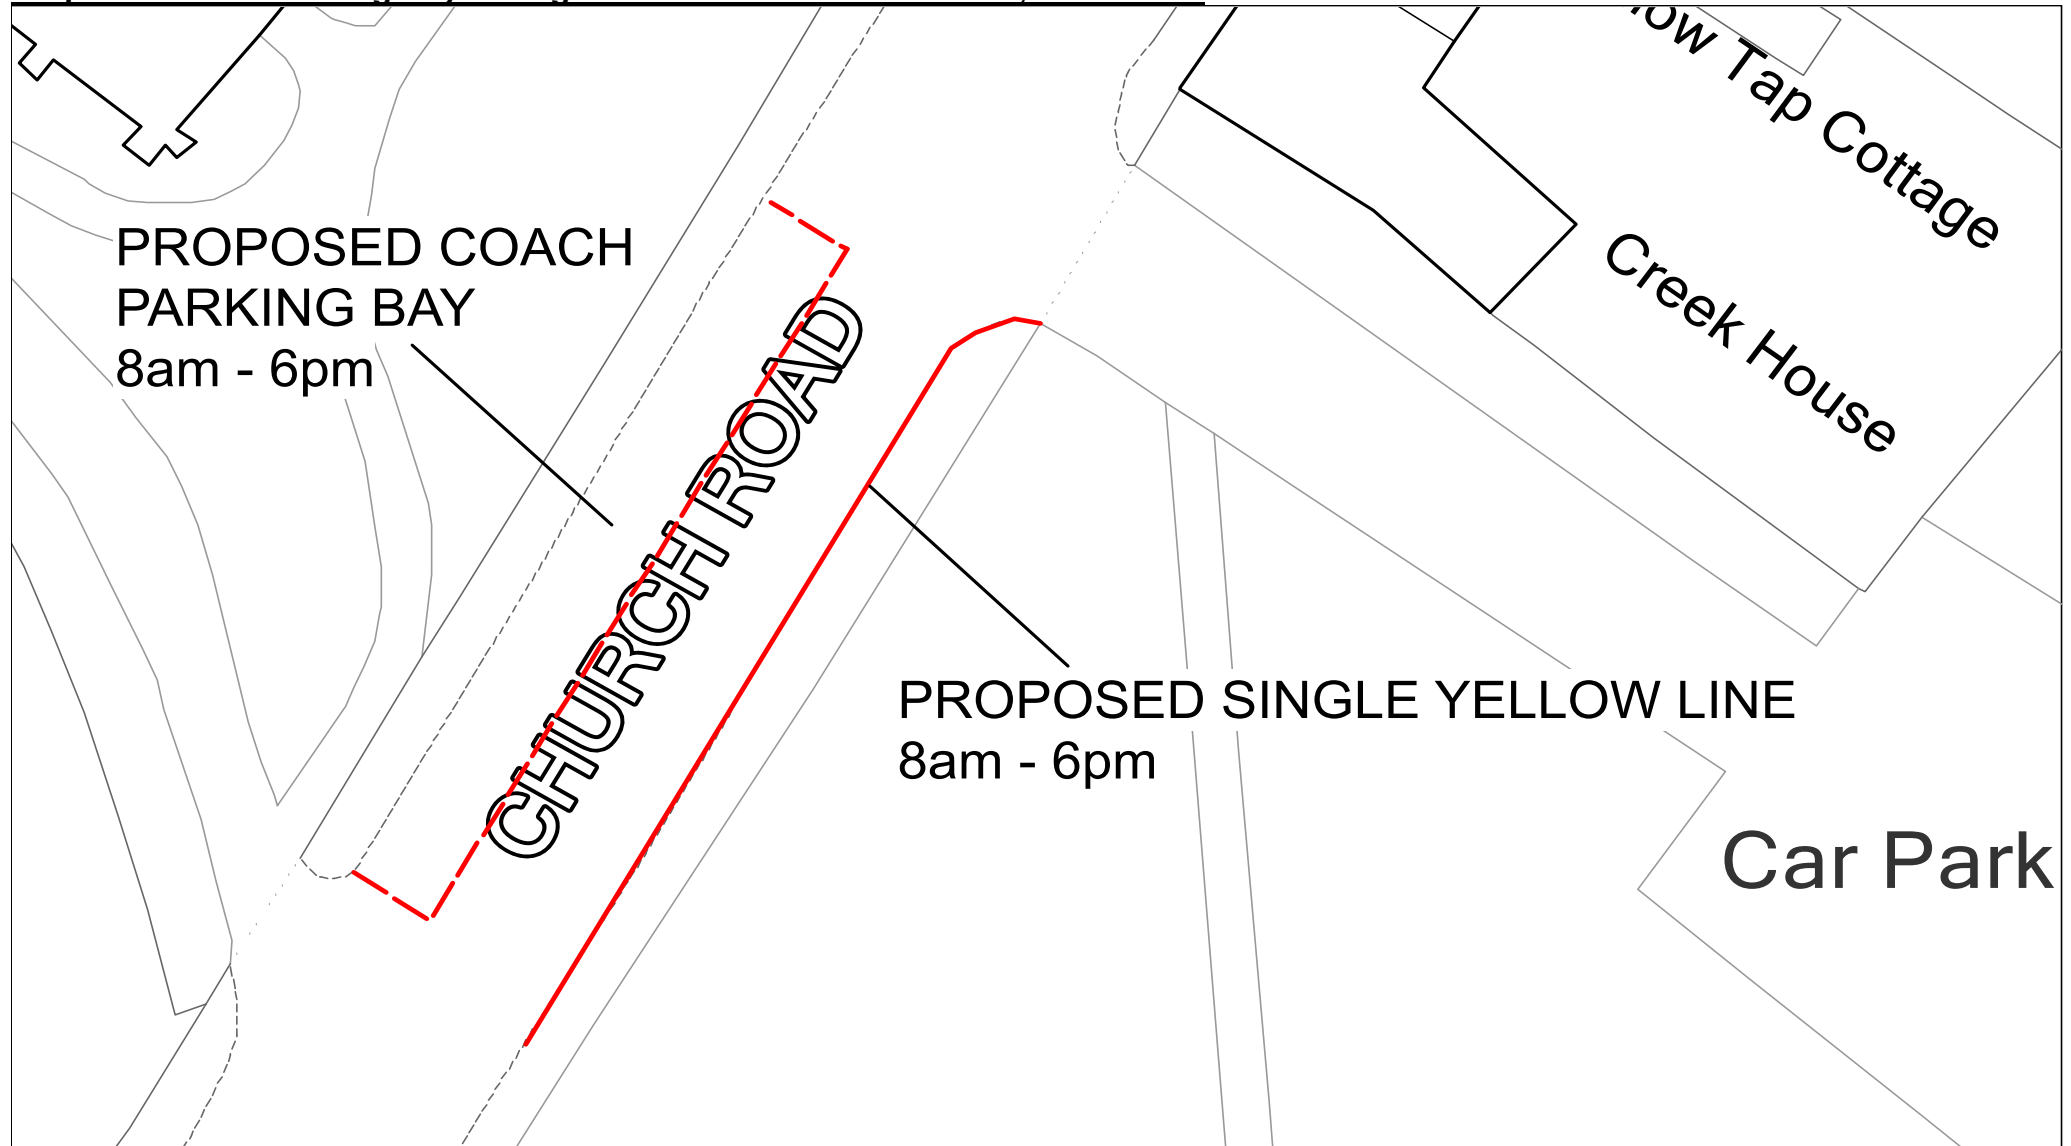 Tap Cottage
PROPOSED COACH
PARKING BAY
8am - 6pm
Creek House
CHURCH ROAD
PROPOSED SINGLE YELLOW LINE
8am - 6pm
Car Park